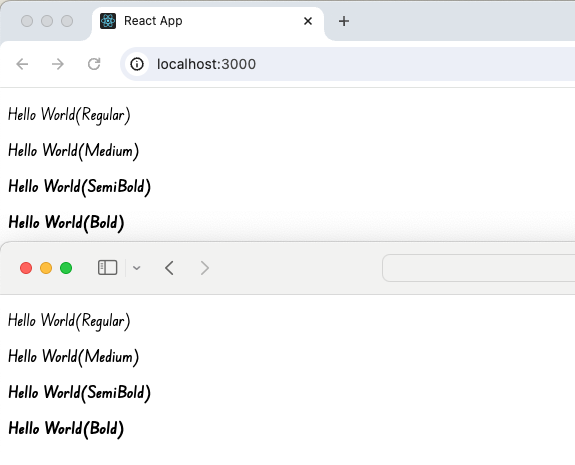 React App
localhost:3000
Hello World(Regular)
Hello World(Medium)
Hello World(SemiBold)
Hello World(Bold)
Hello World(Regular)
Hello World(Medium)
Hello World(SemiBold)
Hello World(Bold)